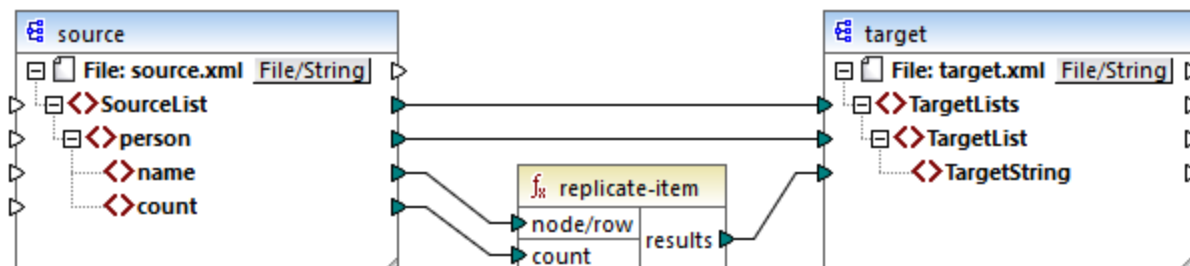 source
File: source.xml File/String
SourceList
person
name
count
fx replicate-item
node/row
count
results
target
File: target.xml File/String
TargetLists
TargetList
TargetString